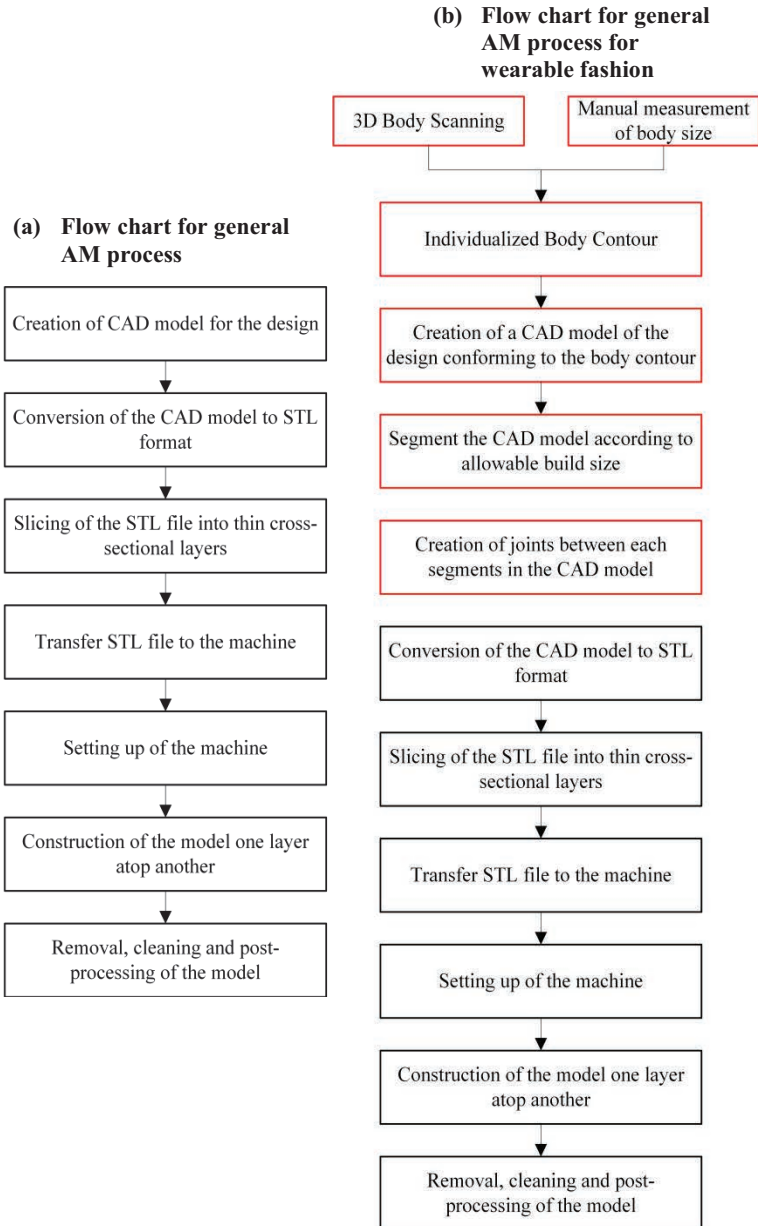 (a) Flow chart for general
AM process
Creation of CAD model for the design
Conversion of the CAD model to STL
format
Slicing of the STL file into thin cross-
sectional layers
Transfer STL file to the machine
Setting up of the machine
Construction of the model one layer
atop another
Removal, cleaning and post-
processing of the model
(b) Flow chart for general
AM process for
wearable fashion
3D Body Scanning
Manual measurement
of body size
Individualized Body Contour
Creation of a CAD model of the
design conforming to the body contour
Segment the CAD model according to
allowable build size
Creation of joints between each
segments in the CAD model
Conversion of the CAD model to STL
format
Slicing of the STL file into thin cross-
sectional layers
Transfer STL file to the machine
Setting up of the machine
Construction of the model one layer
atop another
Removal, cleaning and post-
processing of the model